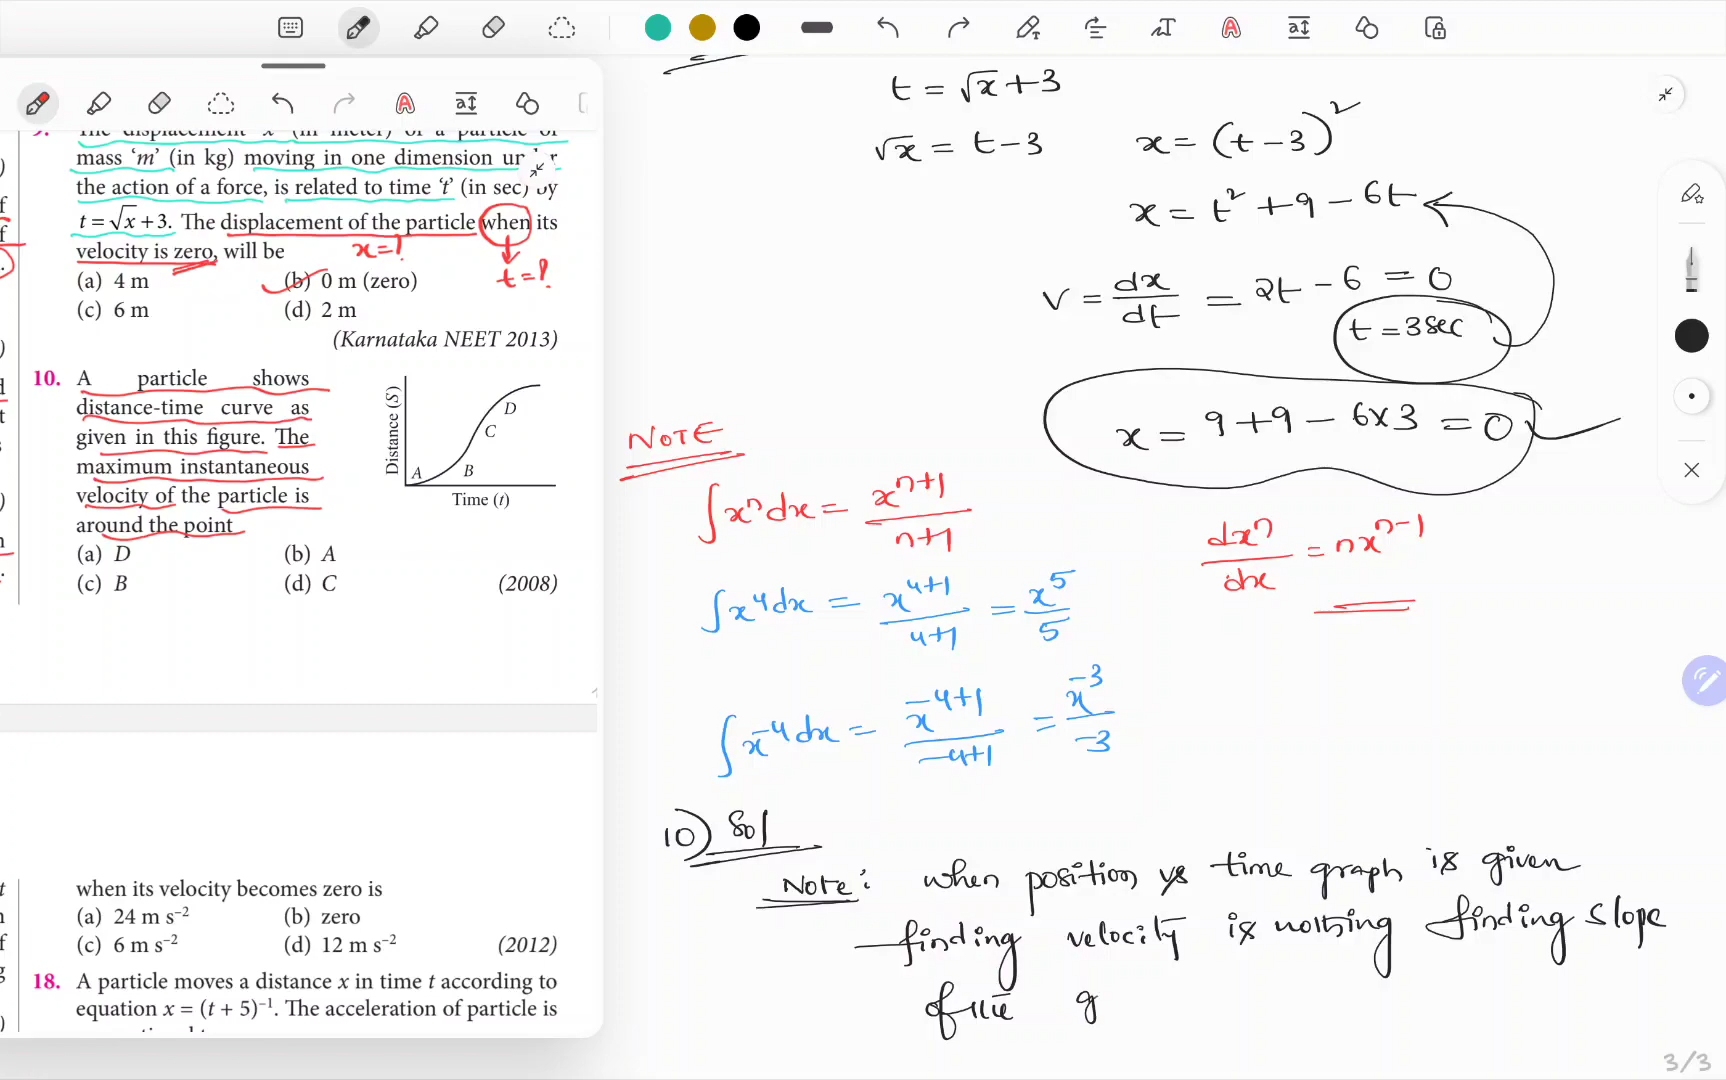 mass ‘m’ (in kg) moving in one dimension
the action of a force, is related to time ‘t’ (in sec) by
t = √x + 3. The displacement of the particle when its
velocity is zero, will be
x = ?
t = ?
(a) 4 m (b) 0 m (zero)
(c) 6 m (d) 2 m
(Karnataka NEET 2013)
10. A particle shows
distance-time curve as
given in this figure. The
maximum instantaneous
velocity of the particle is
around the point
(a) D (b) A
(c) B (d) C (2008)
Distance (S)
A
B
C
D
Time (t)
when its velocity becomes zero is
(a) 24 m s⁻² (b) zero
(c) 6 m s⁻² (d) 12 m s⁻² (2012)
18. A particle moves a distance x in time t according to
equation x = (t + 5)⁻¹. The acceleration of particle is
t = √x + 3
√x = t − 3
x = (t − 3)²
x = t² + 9 − 6t
v = dx/dt = 2t − 6 = 0
t = 3 sec
x = 9 + 9 − 6×3 = 0
NOTE
∫xⁿdx = xⁿ⁺¹/n+1
dxⁿ/dx = nxⁿ⁻¹
∫x⁴dx = x⁴⁺¹/4+1 = x⁵/5
∫x⁻⁴dx = x⁻⁴⁺¹/−4+1 = x⁻³/−3
10) Sol
Note: when position vs time graph is given
finding velocity is nothing finding slope
of the g
3/3